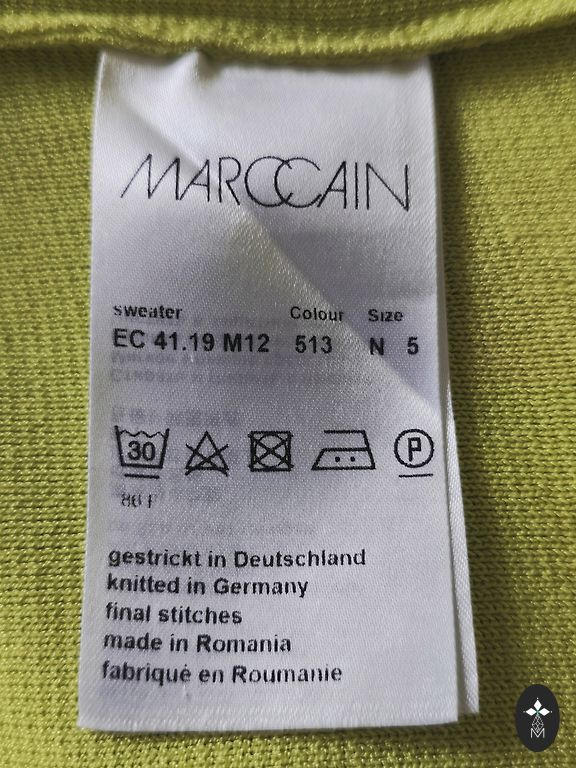 MARCCAIN
sweater Colour Size
EC 41.19 M12 513 N 5
30 P
86 F
gestrickt in Deutschland
knitted in Germany
final stitches
made in Romania
fabriqué en Roumanie
M